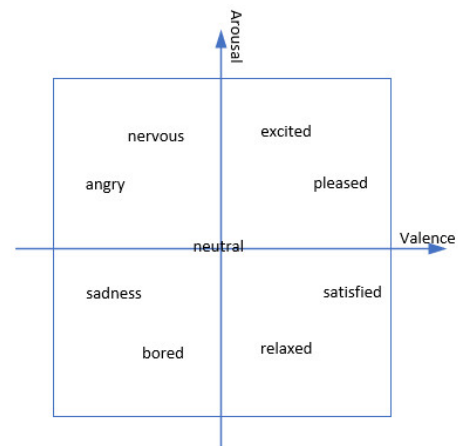 Arousal
nervous
excited
angry
pleased
neutral
Valence
sadness
satisfied
bored
relaxed